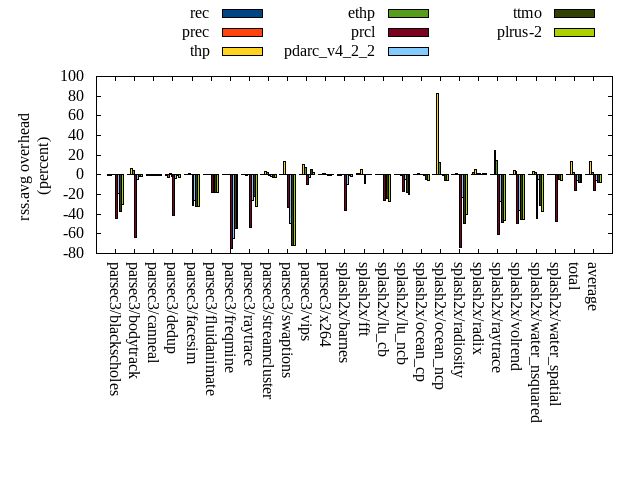 rec
prec
thp
ethp
prcl
pdarc_v4_2_2
ttmo
plrus-2
rss.avg overhead
(percent)
100
80
60
40
20
0
-20
-40
-60
-80
parsec3/blackscholes
parsec3/bodytrack
parsec3/canneal
parsec3/dedup
parsec3/facesim
parsec3/fluidanimate
parsec3/freqmine
parsec3/raytrace
parsec3/streamcluster
parsec3/swaptions
parsec3/vips
parsec3/x264
splash2x/barnes
splash2x/fft
splash2x/lu_cb
splash2x/lu_ncb
splash2x/ocean_cp
splash2x/ocean_ncp
splash2x/radiosity
splash2x/radix
splash2x/raytrace
splash2x/volrend
splash2x/water_nsquared
splash2x/water_spatial
total
average